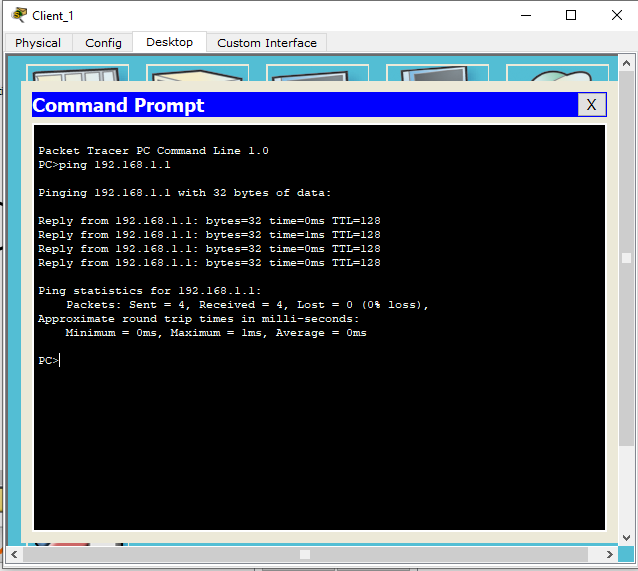 Client_1
Physical Config Desktop Custom Interface
Command Prompt X
Packet Tracer PC Command Line 1.0
PC>ping 192.168.1.1
Pinging 192.168.1.1 with 32 bytes of data:
Reply from 192.168.1.1: bytes=32 time=0ms TTL=128
Reply from 192.168.1.1: bytes=32 time=1ms TTL=128
Reply from 192.168.1.1: bytes=32 time=0ms TTL=128
Reply from 192.168.1.1: bytes=32 time=0ms TTL=128
Ping statistics for 192.168.1.1:
Packets: Sent = 4, Received = 4, Lost = 0 (0% loss),
Approximate round trip times in milli-seconds:
Minimum = 0ms, Maximum = 1ms, Average = 0ms
PC>